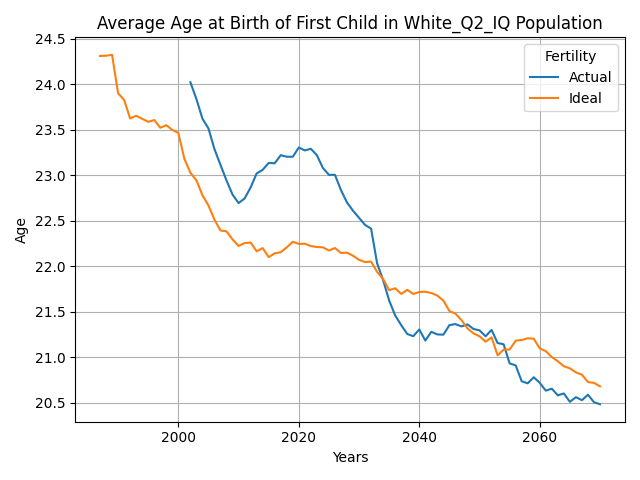 Average Age at Birth of First Child in White_Q2_IQ Population
24.5
24.0
23.5
23.0
22.5
22.0
21.5
21.0
20.5
Age
Fertility
Actual
Ideal
2000
2020
2040
2060
Years